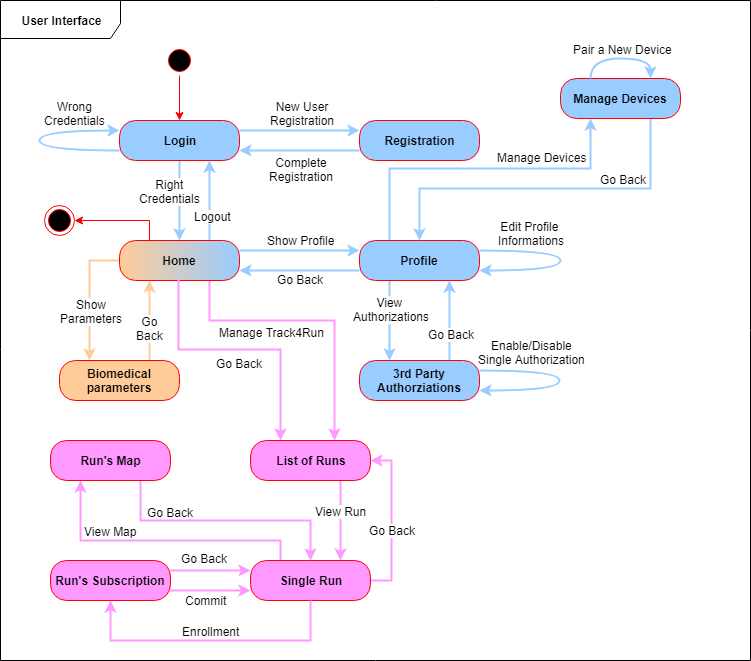 User Interface
Pair a New Device
Manage Devices
Wrong
Credentials
New User
Registration
Login
Registration
Complete
Registration
Manage Devices
Go Back
Right
Credentials
Logout
Show Profile
Edit Profile
Informations
Home
Profile
Go Back
Show
Parameters
Go
Back
Manage Track4Run
View
Authorizations
Go Back
Enable/Disable
Single Authorization
Go Back
Biomedical
parameters
3rd Party
Authorziations
Run's Map
List of Runs
Go Back
View Run
View Map
Go Back
Go Back
Run's Subscription
Single Run
Commit
Enrollment